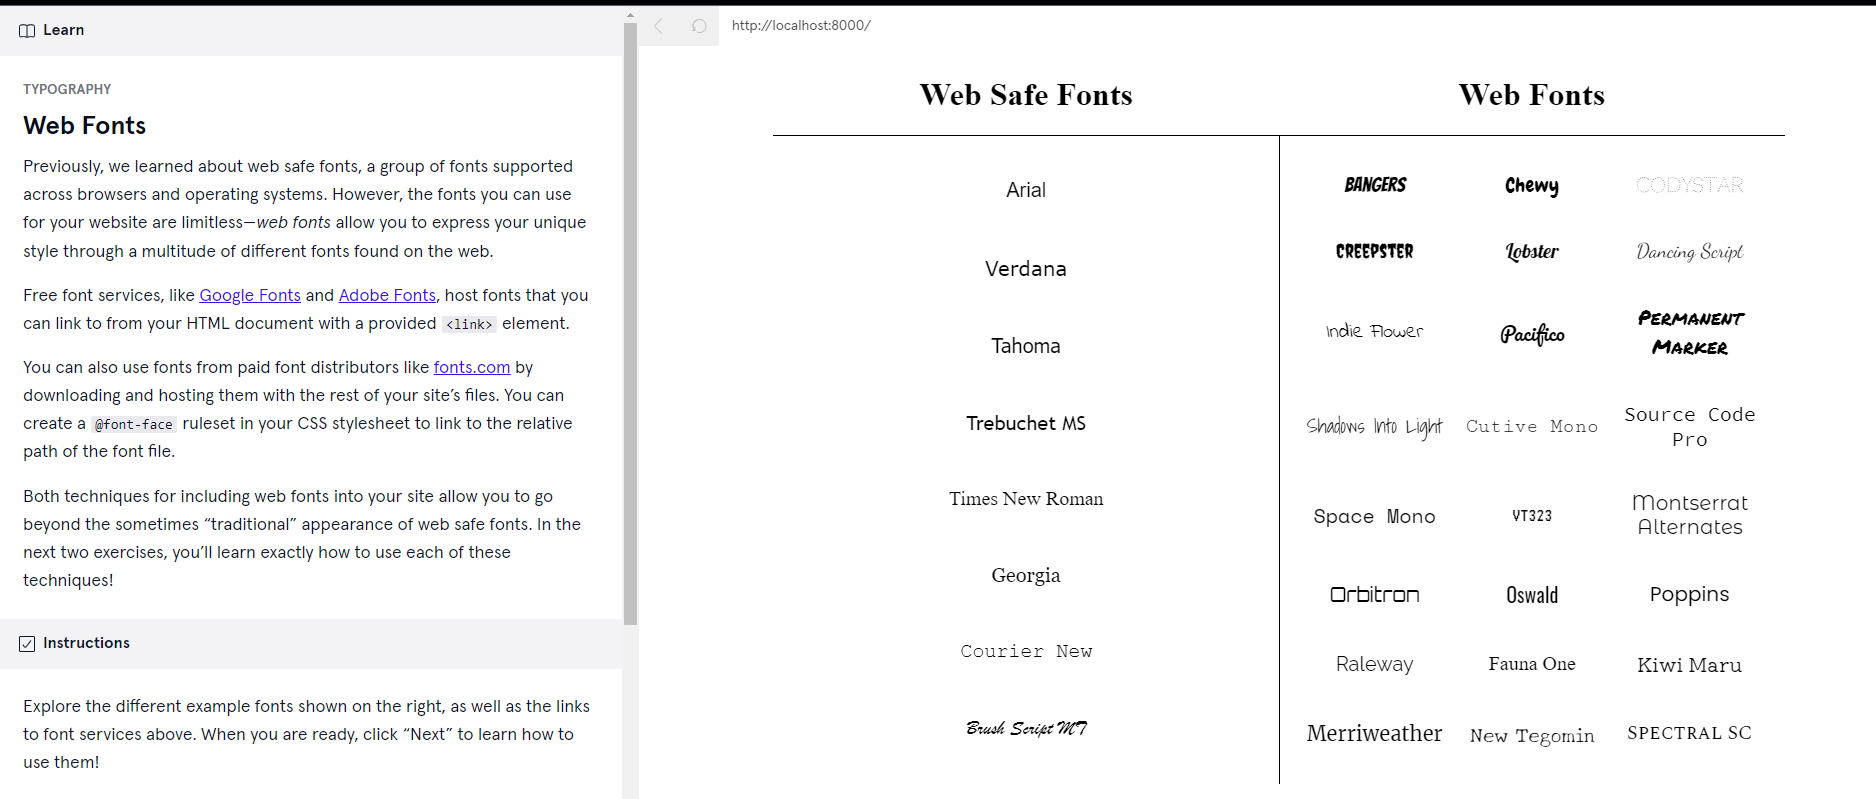 Learn
TYPOGRAPHY
Web Fonts
Previously, we learned about web safe fonts, a group of fonts supported
across browsers and operating systems. However, the fonts you can use
for your website are limitless—web fonts allow you to express your unique
style through a multitude of different fonts found on the web.
Free font services, like Google Fonts and Adobe Fonts, host fonts that you
can link to from your HTML document with a provided <link> element.
You can also use fonts from paid font distributors like fonts.com by
downloading and hosting them with the rest of your site’s files. You can
create a @font-face ruleset in your CSS stylesheet to link to the relative
path of the font file.
Both techniques for including web fonts into your site allow you to go
beyond the sometimes “traditional” appearance of web safe fonts. In the
next two exercises, you’ll learn exactly how to use each of these
techniques!
Instructions
Explore the different example fonts shown on the right, as well as the links
to font services above. When you are ready, click “Next” to learn how to
use them!
http://localhost:8000/
Web Safe Fonts
Arial
Verdana
Tahoma
Trebuchet MS
Times New Roman
Georgia
Courier New
Brush Script MT
Web Fonts
BANGERS Chewy CODYSTAR
CREEPSTER Lobster Dancing Script
Indie Flower Pacifico PERMANENT
MARKER
Shadows Into Light Cutive Mono Source Code
Pro
Space Mono VT323 Montserrat
Alternates
Orbitron Oswald Poppins
Raleway Fauna One Kiwi Maru
Merriweather New Tegomin SPECTRAL SC